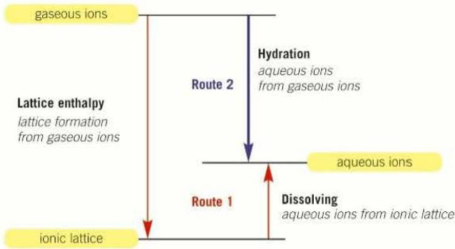 gaseous ions
Hydration
aqueous ions
from gaseous ions
Route 2
Lattice enthalpy
lattice formation
from gaseous ions
aqueous ions
Route 1
Dissolving
aqueous ions from ionic lattice
ionic lattice